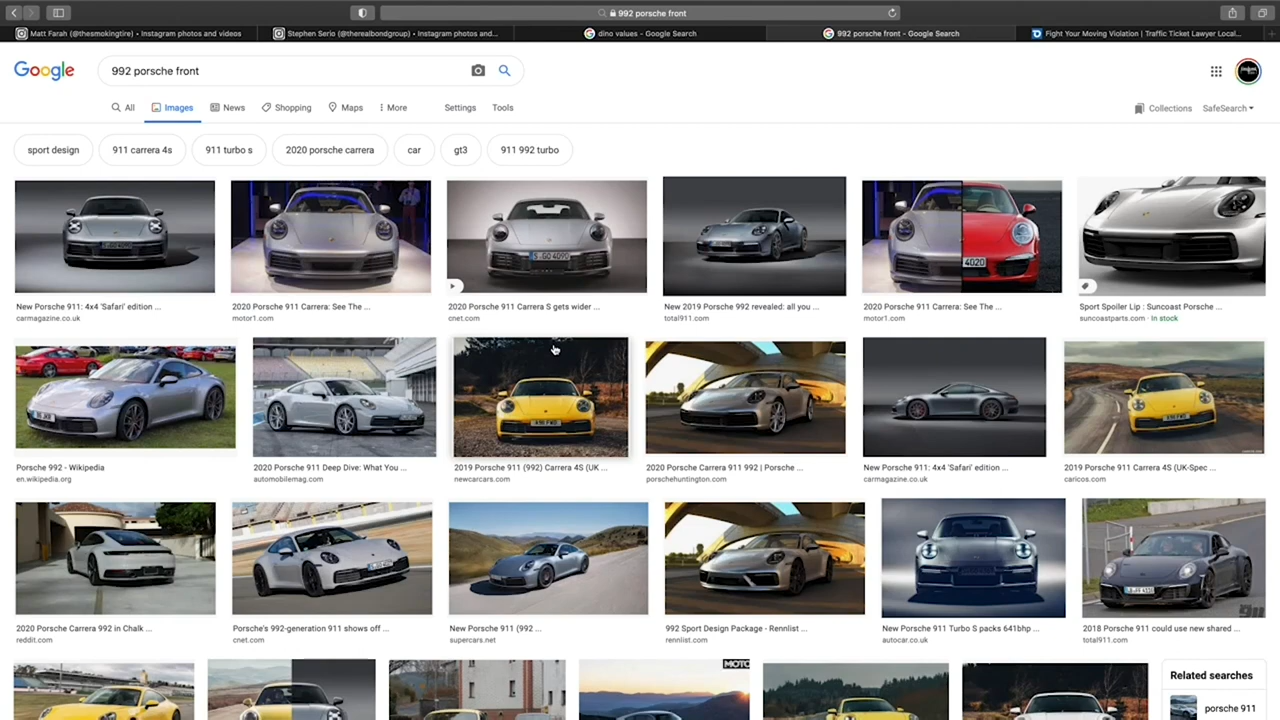 992 porsche front
Matt Farah (@thesmokingtire) • Instagram photos and videos
Stephen Serio (@therealbondgroup) • Instagram photos and...
dino values - Google Search
992 porsche front - Google Search
Fight Your Moving Violation | Traffic Ticket Lawyer Locat...
Google
992 porsche front
All
Images
News
Shopping
Maps
More
Settings
Tools
Collections
SafeSearch
sport design
911 carrera 4s
911 turbo s
2020 porsche carrera
car
gt3
911 992 turbo
S GO 4090
4020
New Porsche 911: 4x4 'Safari' edition ...
carmagazine.co.uk
2020 Porsche 911 Carrera: See The ...
motor1.com
2020 Porsche 911 Carrera S gets wider ...
cnet.com
New 2019 Porsche 992 revealed: all you ...
total911.com
2020 Porsche 911 Carrera: See The ...
motor1.com
Sport Spoiler Lip : Suncoast Porsche ...
suncoastparts.com · In stock
Porsche 992 - Wikipedia
en.wikipedia.org
2020 Porsche 911 Deep Dive: What You ...
automobilemag.com
2019 Porsche 911 (992) Carrera 4S (UK ...
newcarcars.com
2020 Porsche Carrera 911 992 | Porsche ...
porschehuntington.com
New Porsche 911: 4x4 'Safari' edition ...
carmagazine.co.uk
2019 Porsche 911 Carrera 4S (UK-Spec ...
caricos.com
2020 Porsche Carrera 992 in Chalk ...
reddit.com
Porsche's 992-generation 911 shows off ...
cnet.com
New Porsche 911 (992 ...
supercars.net
992 Sport Design Package - Rennlist ...
rennlist.com
New Porsche 911 Turbo S packs 641bhp ...
autocar.co.uk
2018 Porsche 911 could use new shared ...
total911.com
MOTO
Related searches
porsche 911